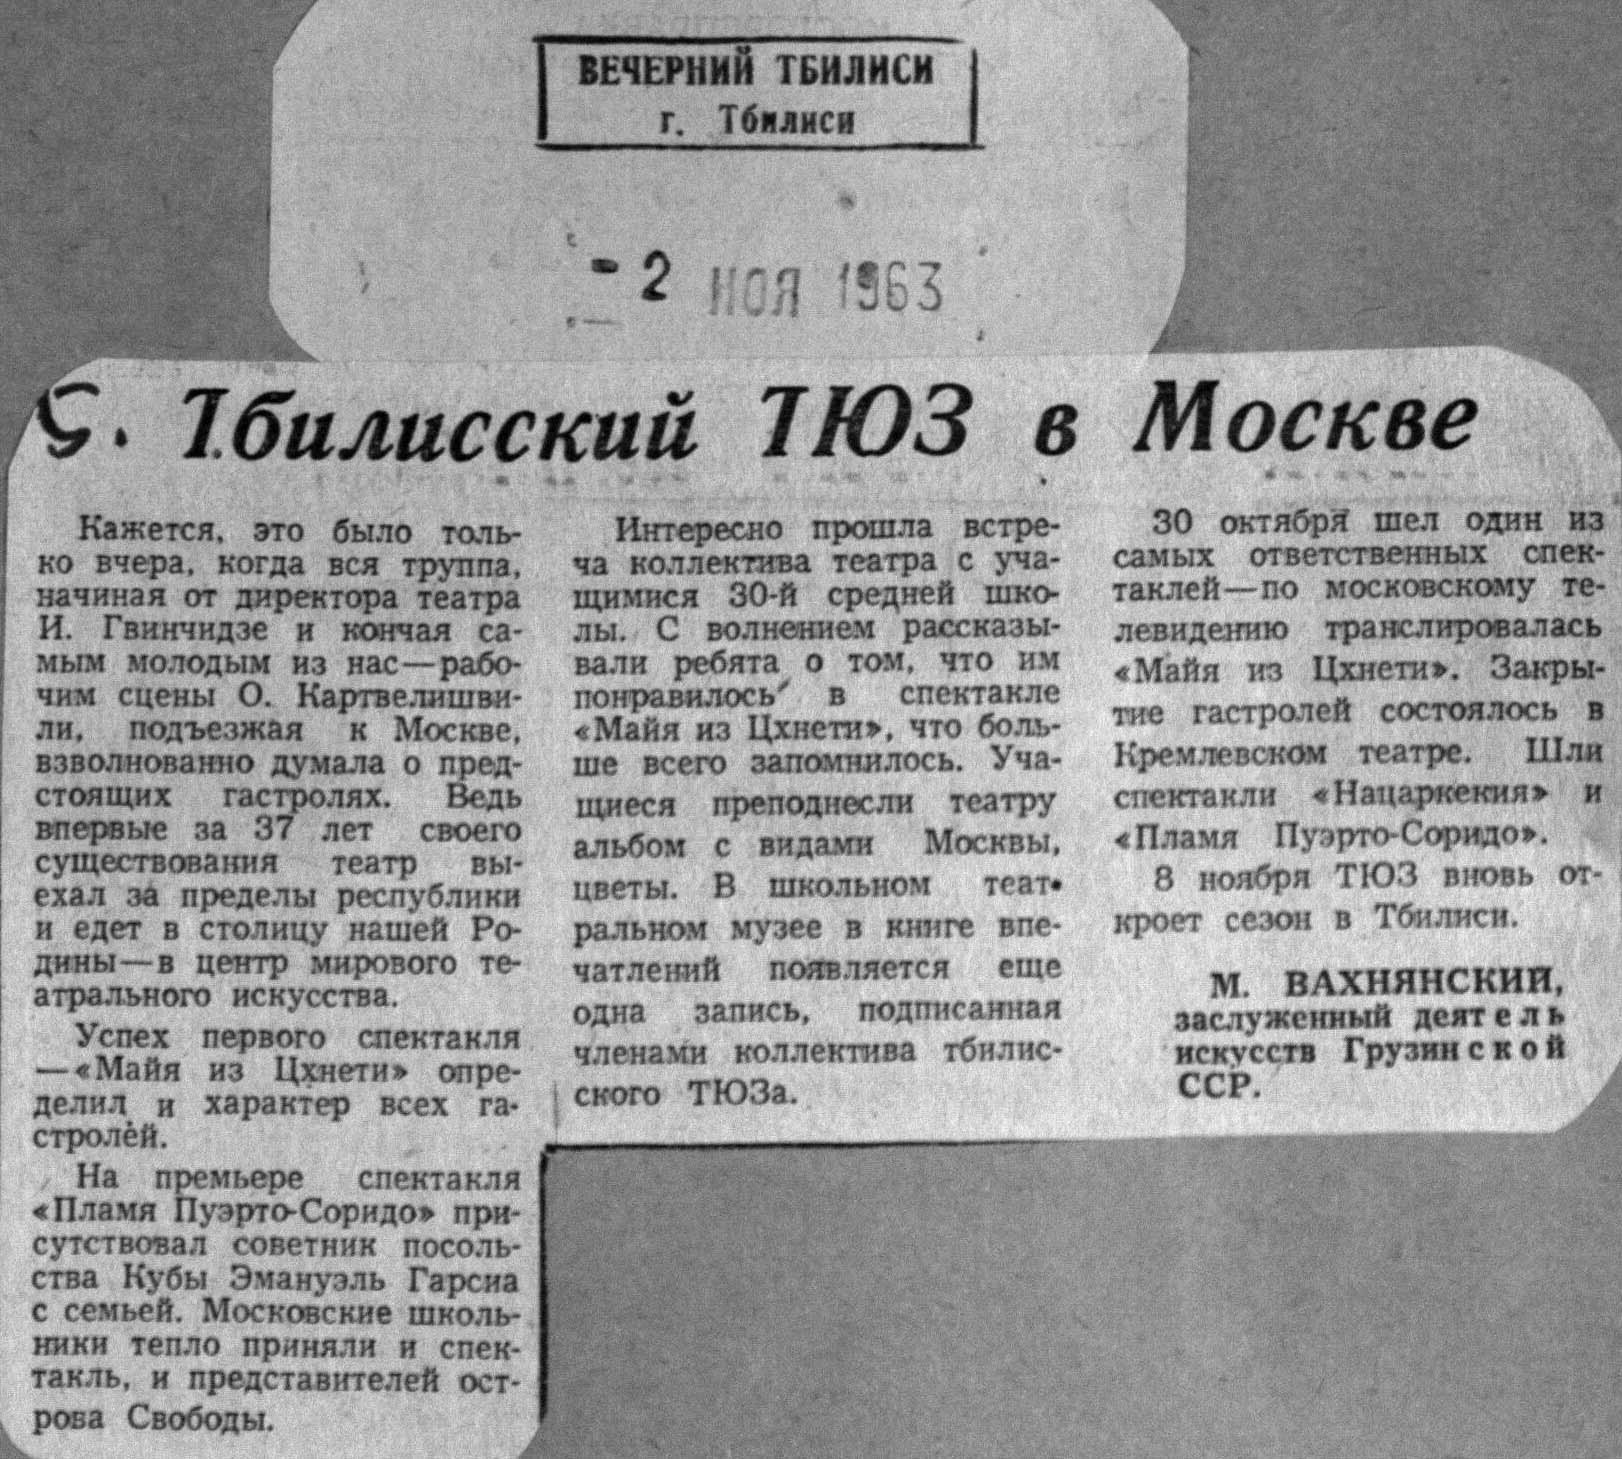 ВЕЧЕРНИЙ ТБИЛИСИ
г. Тбилиси
- 2 НОЯ 1963
Тбилисский ТЮЗ в Москве
Кажется, это было толь-
ко вчера, когда вся труппа,
начиная от директора театра
И. Гвинчидзе и кончая са-
мым молодым из нас—рабо-
чим сцены О. Картвелишви-
ли, подъезжая к Москве,
взволнованно думала о пред-
стоящих гастролях. Ведь
впервые за 37 лет своего
существования театр вы-
ехал за пределы республики
и едет в столицу нашей Ро-
дины—в центр мирового те-
атрального искусства.
Успех первого спектакля
—«Майя из Цхнети» опре-
делил и характер всех га-
стролей.
На премьере спектакля
«Пламя Пуэрто-Соридо» при-
сутствовал советник посоль-
ства Кубы Эмануэль Гарсиа
с семьей. Московские школь-
ники тепло приняли и спек-
такль, и представителей ост-
рова Свободы.
Интересно прошла встре-
ча коллектива театра с уча-
щимися 30-й средней шко-
лы. С волнением рассказы-
вали ребята о том, что им
понравилось в спектакле
«Майя из Цхнети», что боль-
ше всего запомнилось. Уча-
щиеся преподнесли театру
альбом с видами Москвы,
цветы. В школьном теат-
ральном музее в книге впе-
чатлений появляется еще
одна запись, подписанная
членами коллектива тбилис-
ского ТЮЗа.
30 октября шел один из
самых ответственных спек-
таклей—по московскому те-
левидению транслировалась
«Майя из Цхнети». Закры-
тие гастролей состоялось в
Кремлевском театре. Шли
спектакли «Нацаркекия» и
«Пламя Пуэрто-Соридо».
8 ноября ТЮЗ вновь от-
кроет сезон в Тбилиси.
М. ВАХНЯНСКИЙ,
заслуженный деятель
искусств Грузинской
ССР.